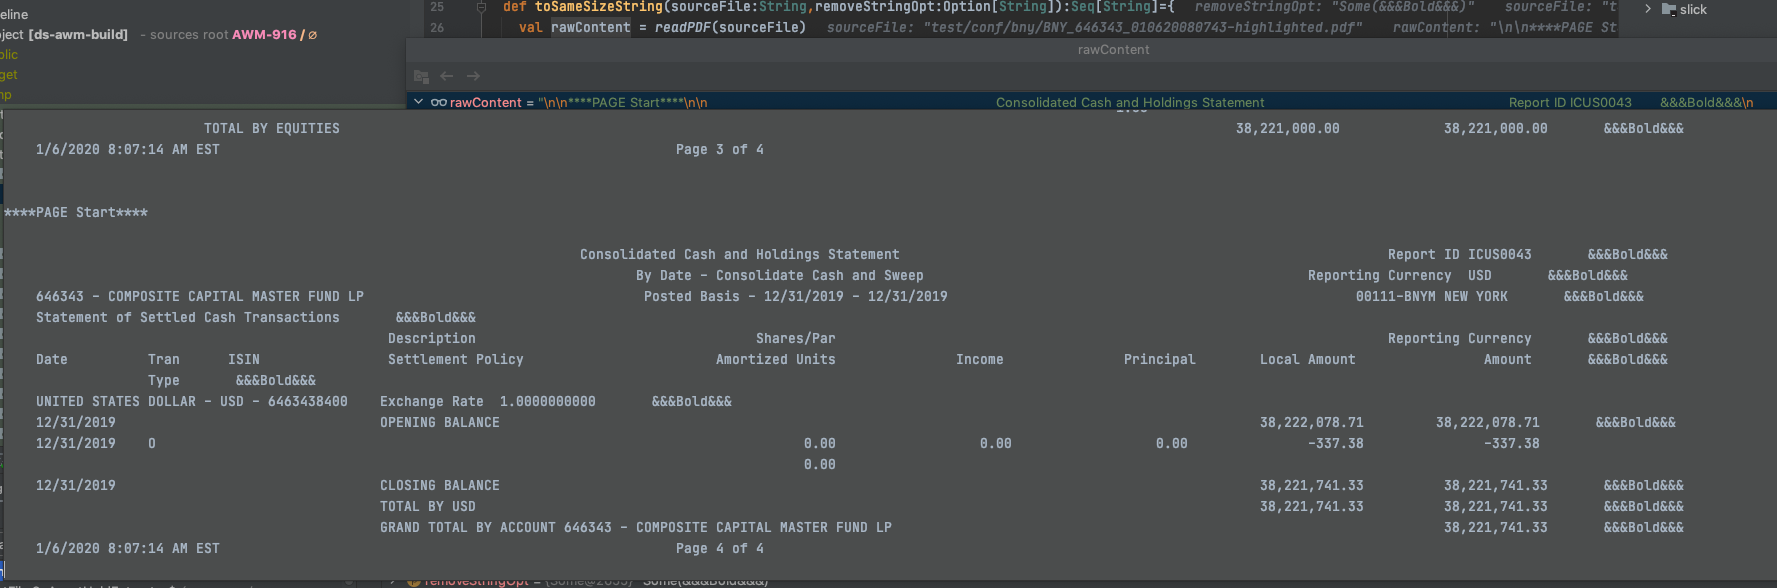 eline
oject [ds-awm-build] - sources root AWM-916 / ∅
olic
get
mp
25 def toSameSizeString(sourceFile:String,removeStringOpt:Option[String]):Seq[String]={ removeStringOpt: "Some(&&&Bold&&&)" sourceFile: "t
26 val rawContent = readPDF(sourceFile) sourceFile: "test/conf/bny/BNY_646343_010620080743-highlighted.pdf" rawContent: "\n\n****PAGE St
slick
rawContent
rawContent = "\n\n****PAGE Start****\n\n Consolidated Cash and Holdings Statement Report ID ICUS0043 &&&Bold&&&\n
TOTAL BY EQUITIES 38,221,000.00 38,221,000.00 &&&Bold&&&
1/6/2020 8:07:14 AM EST Page 3 of 4
****PAGE Start****
Consolidated Cash and Holdings Statement Report ID ICUS0043 &&&Bold&&&
By Date - Consolidate Cash and Sweep Reporting Currency USD &&&Bold&&&
646343 - COMPOSITE CAPITAL MASTER FUND LP Posted Basis - 12/31/2019 - 12/31/2019 00111-BNYM NEW YORK &&&Bold&&&
Statement of Settled Cash Transactions &&&Bold&&&
Description Shares/Par Reporting Currency &&&Bold&&&
Date Tran ISIN Settlement Policy Amortized Units Income Principal Local Amount Amount &&&Bold&&&
Type &&&Bold&&&
UNITED STATES DOLLAR - USD - 6463438400 Exchange Rate 1.0000000000 &&&Bold&&&
12/31/2019 OPENING BALANCE 38,222,078.71 38,222,078.71 &&&Bold&&&
12/31/2019 O 0.00 0.00 0.00 -337.38 -337.38
0.00
12/31/2019 CLOSING BALANCE 38,221,741.33 38,221,741.33 &&&Bold&&&
TOTAL BY USD 38,221,741.33 38,221,741.33 &&&Bold&&&
GRAND TOTAL BY ACCOUNT 646343 - COMPOSITE CAPITAL MASTER FUND LP 38,221,741.33 &&&Bold&&&
1/6/2020 8:07:14 AM EST Page 4 of 4